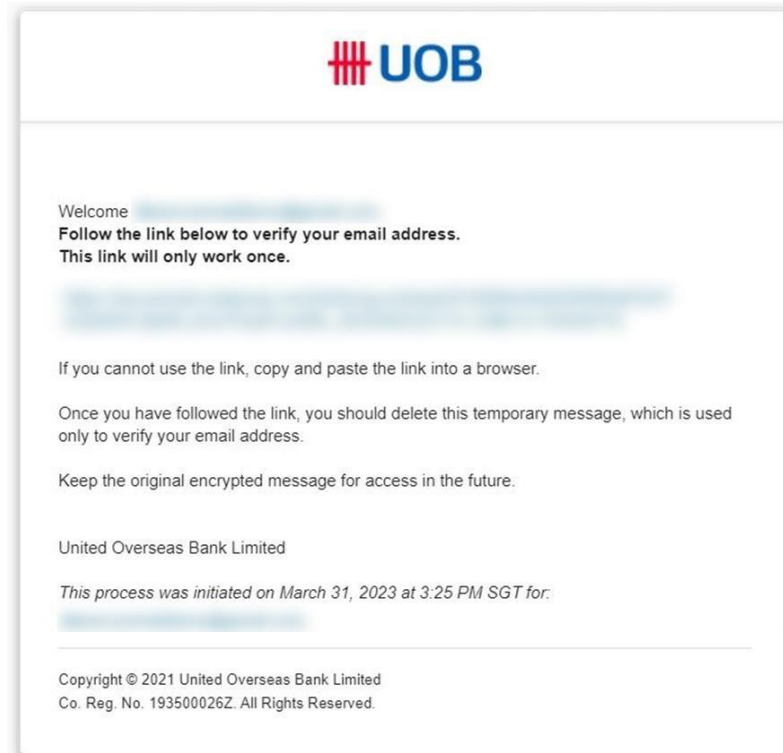 UOB
Welcome
Follow the link below to verify your email address.
This link will only work once.
If you cannot use the link, copy and paste the link into a browser.
Once you have followed the link, you should delete this temporary message, which is used
only to verify your email address.
Keep the original encrypted message for access in the future.
United Overseas Bank Limited
This process was initiated on March 31, 2023 at 3:25 PM SGT for:
Copyright © 2021 United Overseas Bank Limited
Co. Reg. No. 193500026Z. All Rights Reserved.